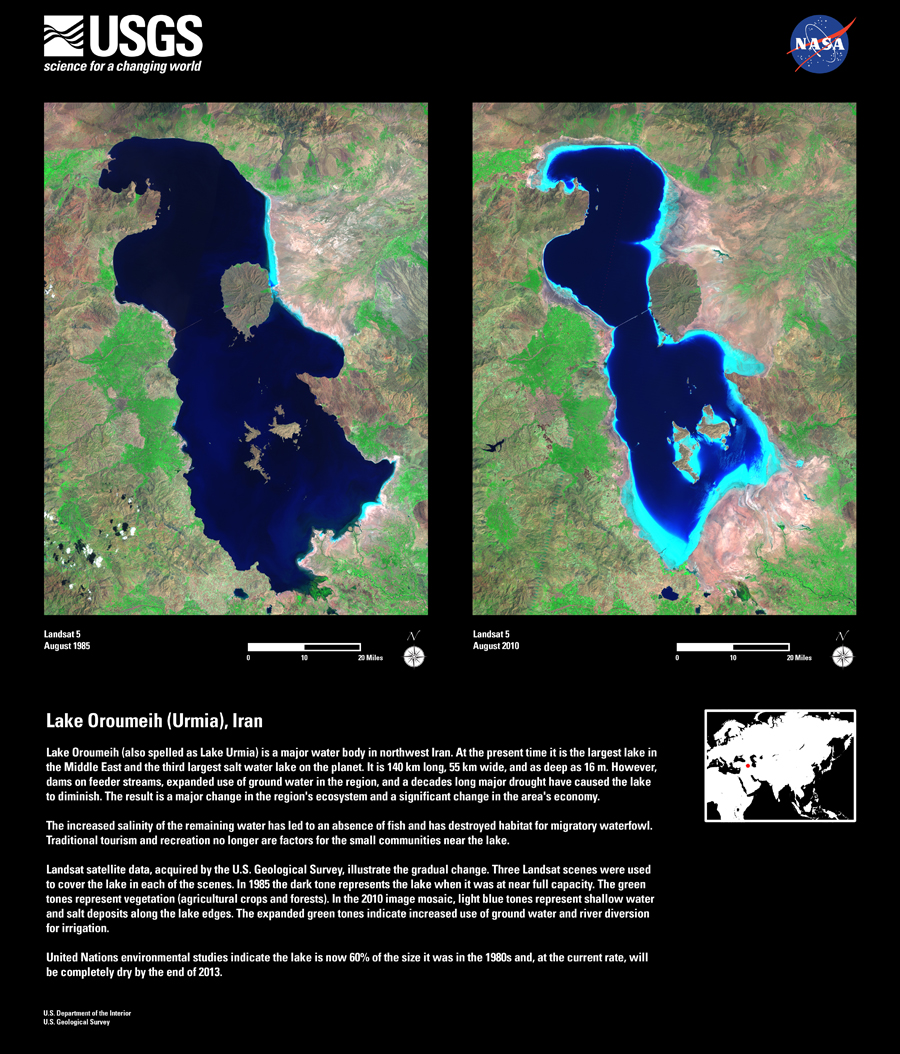 USGS
science for a changing world
NASA
Landsat 5
August 1985
N
0 10 20 Miles
Landsat 5
August 2010
N
0 10 20 Miles
Lake Oroumeih (Urmia), Iran
Lake Oroumeih (also spelled as Lake Urmia) is a major water body in northwest Iran. At the present time it is the largest lake in
the Middle East and the third largest salt water lake on the planet. It is 140 km long, 55 km wide, and as deep as 16 m. However,
dams on feeder streams, expanded use of ground water in the region, and a decades long major drought have caused the lake
to diminish. The result is a major change in the region's ecosystem and a significant change in the area's economy.
The increased salinity of the remaining water has led to an absence of fish and has destroyed habitat for migratory waterfowl.
Traditional tourism and recreation no longer are factors for the small communities near the lake.
Landsat satellite data, acquired by the U.S. Geological Survey, illustrate the gradual change. Three Landsat scenes were used
to cover the lake in each of the scenes. In 1985 the dark tone represents the lake when it was at near full capacity. The green
tones represent vegetation (agricultural crops and forests). In the 2010 image mosaic, light blue tones represent shallow water
and salt deposits along the lake edges. The expanded green tones indicate increased use of ground water and river diversion
for irrigation.
United Nations environmental studies indicate the lake is now 60% of the size it was in the 1980s and, at the current rate, will
be completely dry by the end of 2013.
U.S. Department of the Interior
U.S. Geological Survey